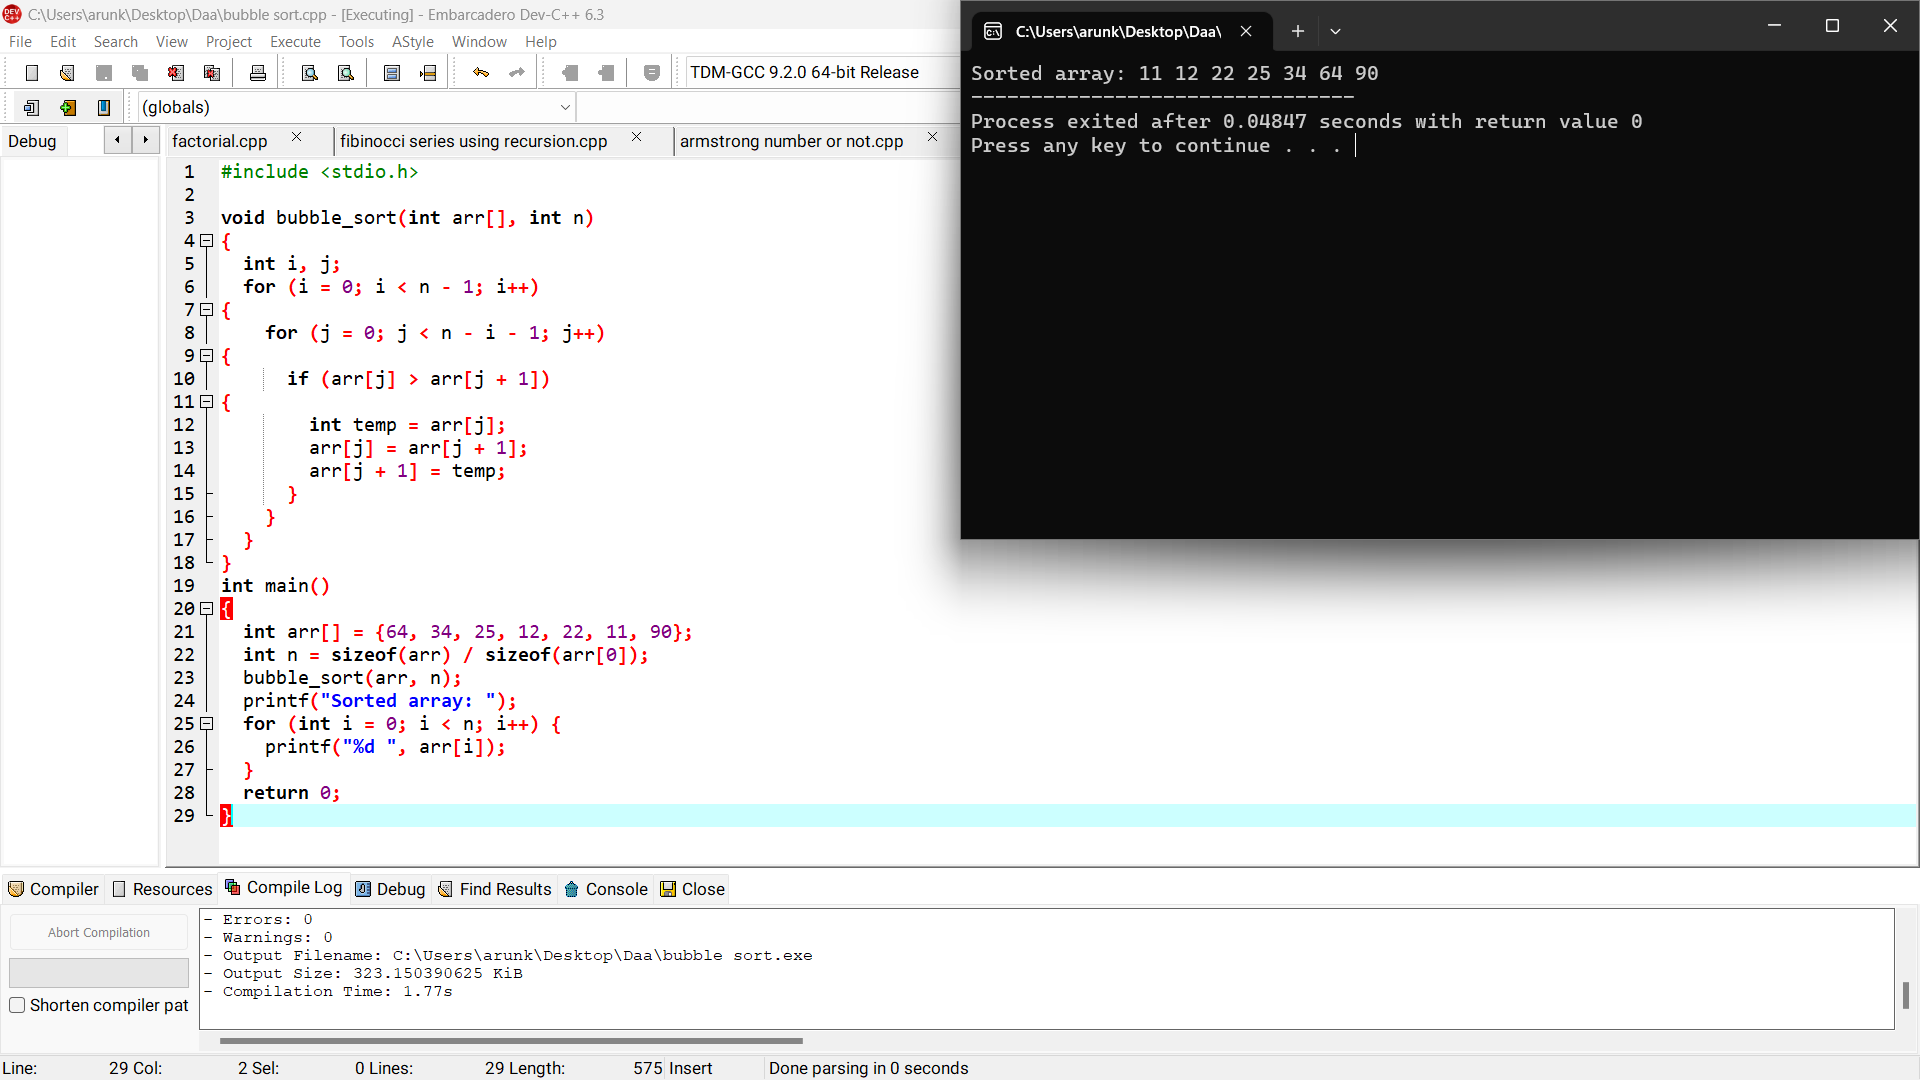 C:\Users\arunk\Desktop\Daa\bubble sort.cpp - [Executing] - Embarcadero Dev-C++ 6.3
File Edit Search View Project Execute Tools AStyle Window Help
TDM-GCC 9.2.0 64-bit Release
(globals)
Debug
factorial.cpp
fibinocci series using recursion.cpp
armstrong number or not.cpp
1 #include <stdio.h>
2
3 void bubble_sort(int arr[], int n)
4 {
5   int i, j;
6   for (i = 0; i < n - 1; i++)
7 {
8     for (j = 0; j < n - i - 1; j++)
9 {
10       if (arr[j] > arr[j + 1])
11 {
12         int temp = arr[j];
13         arr[j] = arr[j + 1];
14         arr[j + 1] = temp;
15       }
16     }
17   }
18 }
19 int main()
20 {
21   int arr[] = {64, 34, 25, 12, 22, 11, 90};
22   int n = sizeof(arr) / sizeof(arr[0]);
23   bubble_sort(arr, n);
24   printf("Sorted array: ");
25   for (int i = 0; i < n; i++) {
26     printf("%d ", arr[i]);
27   }
28   return 0;
29 }
C:\Users\arunk\Desktop\Daa\
Sorted array: 11 12 22 25 34 64 90
--------------------------------
Process exited after 0.04847 seconds with return value 0
Press any key to continue . . .
Compiler Resources Compile Log Debug Find Results Console Close
Abort Compilation
Shorten compiler pat
- Errors: 0
- Warnings: 0
- Output Filename: C:\Users\arunk\Desktop\Daa\bubble sort.exe
- Output Size: 323.150390625 KiB
- Compilation Time: 1.77s
Line: 29 Col: 2 Sel: 0 Lines: 29 Length: 575 Insert Done parsing in 0 seconds